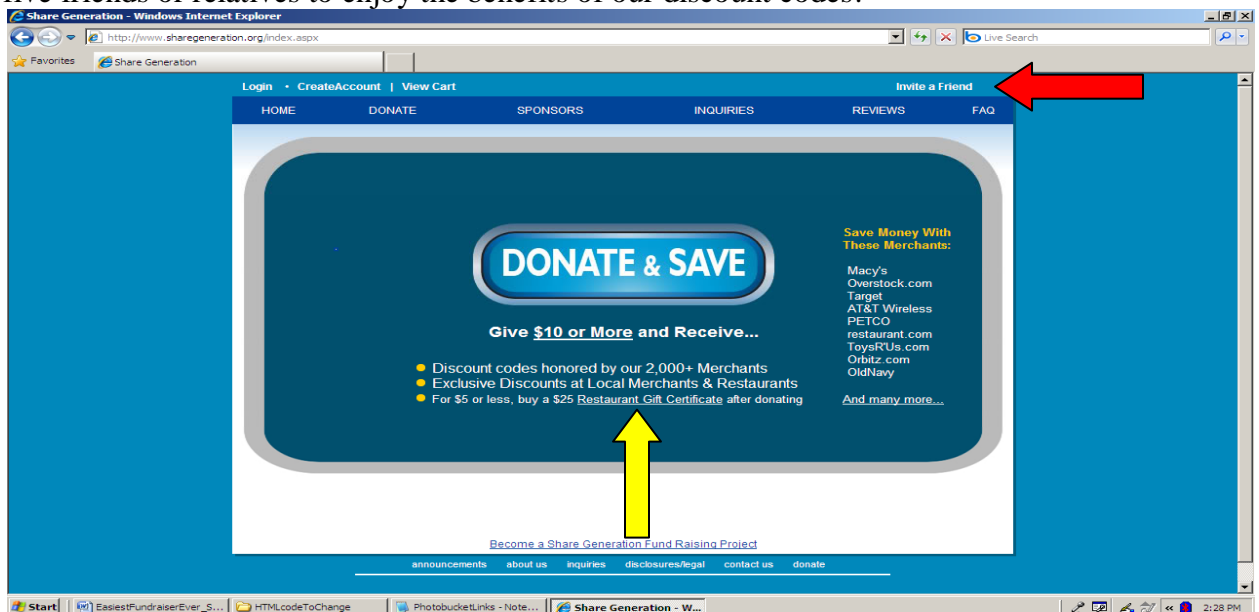 five friends or relatives to enjoy the benefits of our discount codes.
Share Generation - Windows Internet Explorer
http://www.sharegeneration.org/index.aspx
Live Search
Favorites
Share Generation
Login • CreateAccount | View Cart
Invite a Friend
HOME DONATE SPONSORS INQUIRIES REVIEWS FAQ
DONATE & SAVE
Give $10 or More and Receive...
Discount codes honored by our 2,000+ Merchants
Exclusive Discounts at Local Merchants & Restaurants
For $5 or less, buy a $25 Restaurant Gift Certificate after donating
Save Money With
These Merchants:
Macy's
Overstock.com
Target
AT&T Wireless
PETCO
restaurant.com
ToysR'Us.com
Orbitz.com
OldNavy
And many more...
Become a Share Generation Fund Raising Project
announcements about us inquiries disclosures/legal contact us donate
Start EasiestFundraiserEver_S... HTMLcodeToChange PhotobucketLinks - Note... Share Generation - W... 2:28 PM